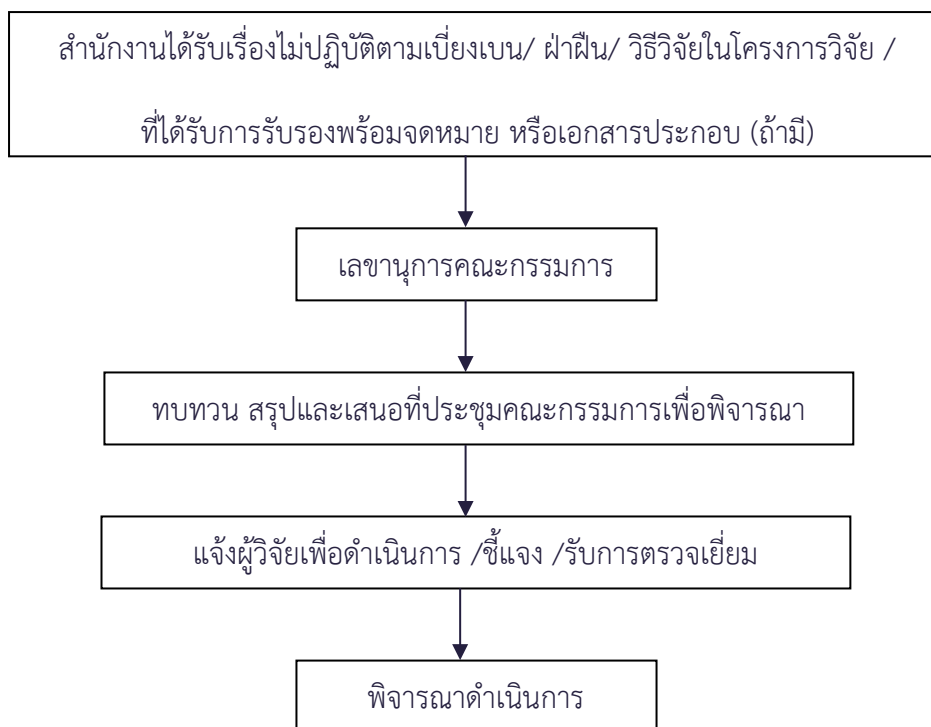 สำนักงานได้รับเรื่องไม่ปฏิบัติตามเบี่ยงเบน/ ฝ่าฝืน/ วิธีวิจัยในโครงการวิจัย /
ที่ได้รับการรับรองพร้อมจดหมาย หรือเอกสารประกอบ (ถ้ามี)
เลขานุการคณะกรรมการ
ทบทวน สรุปและเสนอที่ประชุมคณะกรรมการเพื่อพิจารณา
แจ้งผู้วิจัยเพื่อดำเนินการ /ชี้แจง /รับการตรวจเยี่ยม
พิจารณาดำเนินการ